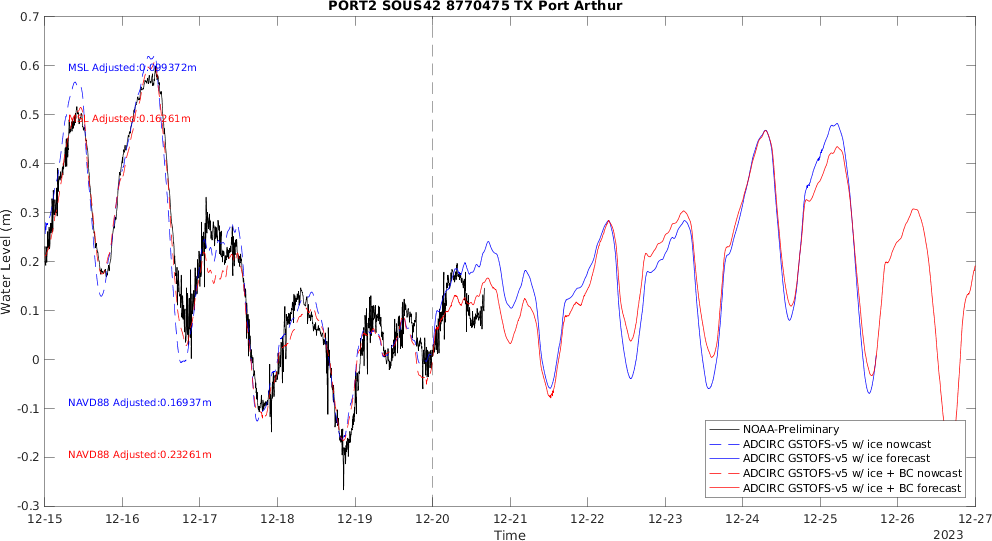 PORT2 SOUS42 8770475 TX Port Arthur
0.7
0.6
0.5
0.4
0.3
0.2
0.1
0
-0.1
-0.2
-0.3
Water Level (m)
MSL Adjusted:0.099372m
MSL Adjusted:0.16261m
NAVD88 Adjusted:0.16937m
NAVD88 Adjusted:0.23261m
NOAA-Preliminary
ADCIRC GSTOFS-v5 w/ ice nowcast
ADCIRC GSTOFS-v5 w/ ice forecast
ADCIRC GSTOFS-v5 w/ ice + BC nowcast
ADCIRC GSTOFS-v5 w/ ice + BC forecast
12-15 12-16 12-17 12-18 12-19 12-20 12-21 12-22 12-23 12-24 12-25 12-26 12-27
Time
2023